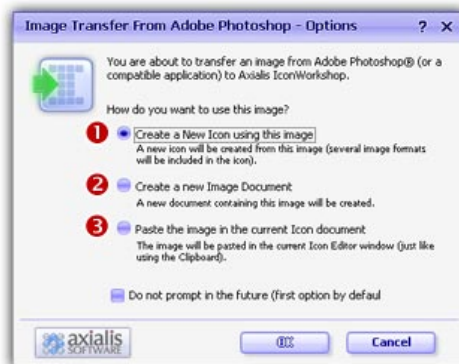 Image Transfer From Adobe Photoshop - Options ? X
You are about to transfer an image from Adobe Photoshop® (or a
compatible application) to Axialis IconWorkshop.
How do you want to use this image?
1 Create a New Icon using this image
A new icon will be created from this image (several image formats
will be included in the icon).
2 Create a new Image Document
A new document containing this image will be created.
3 Paste the image in the current Icon document
The image will be pasted in the current Icon Editor window (just like
using the Clipboard).
Do not prompt in the future (first option by defaul
axialis
SOFTWARE
OK
Cancel